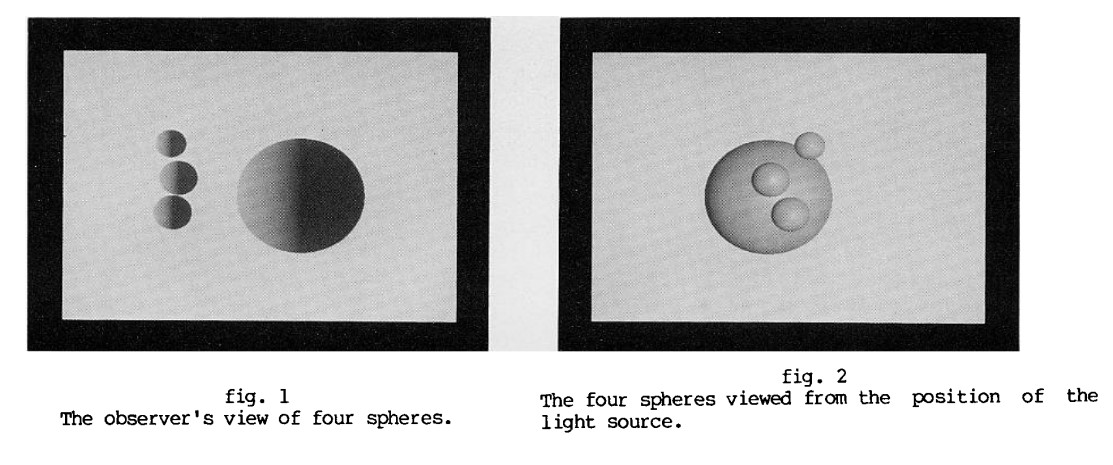 fig. 1
The observer's view of four spheres.
fig. 2
The four spheres viewed from the position of the
light source.